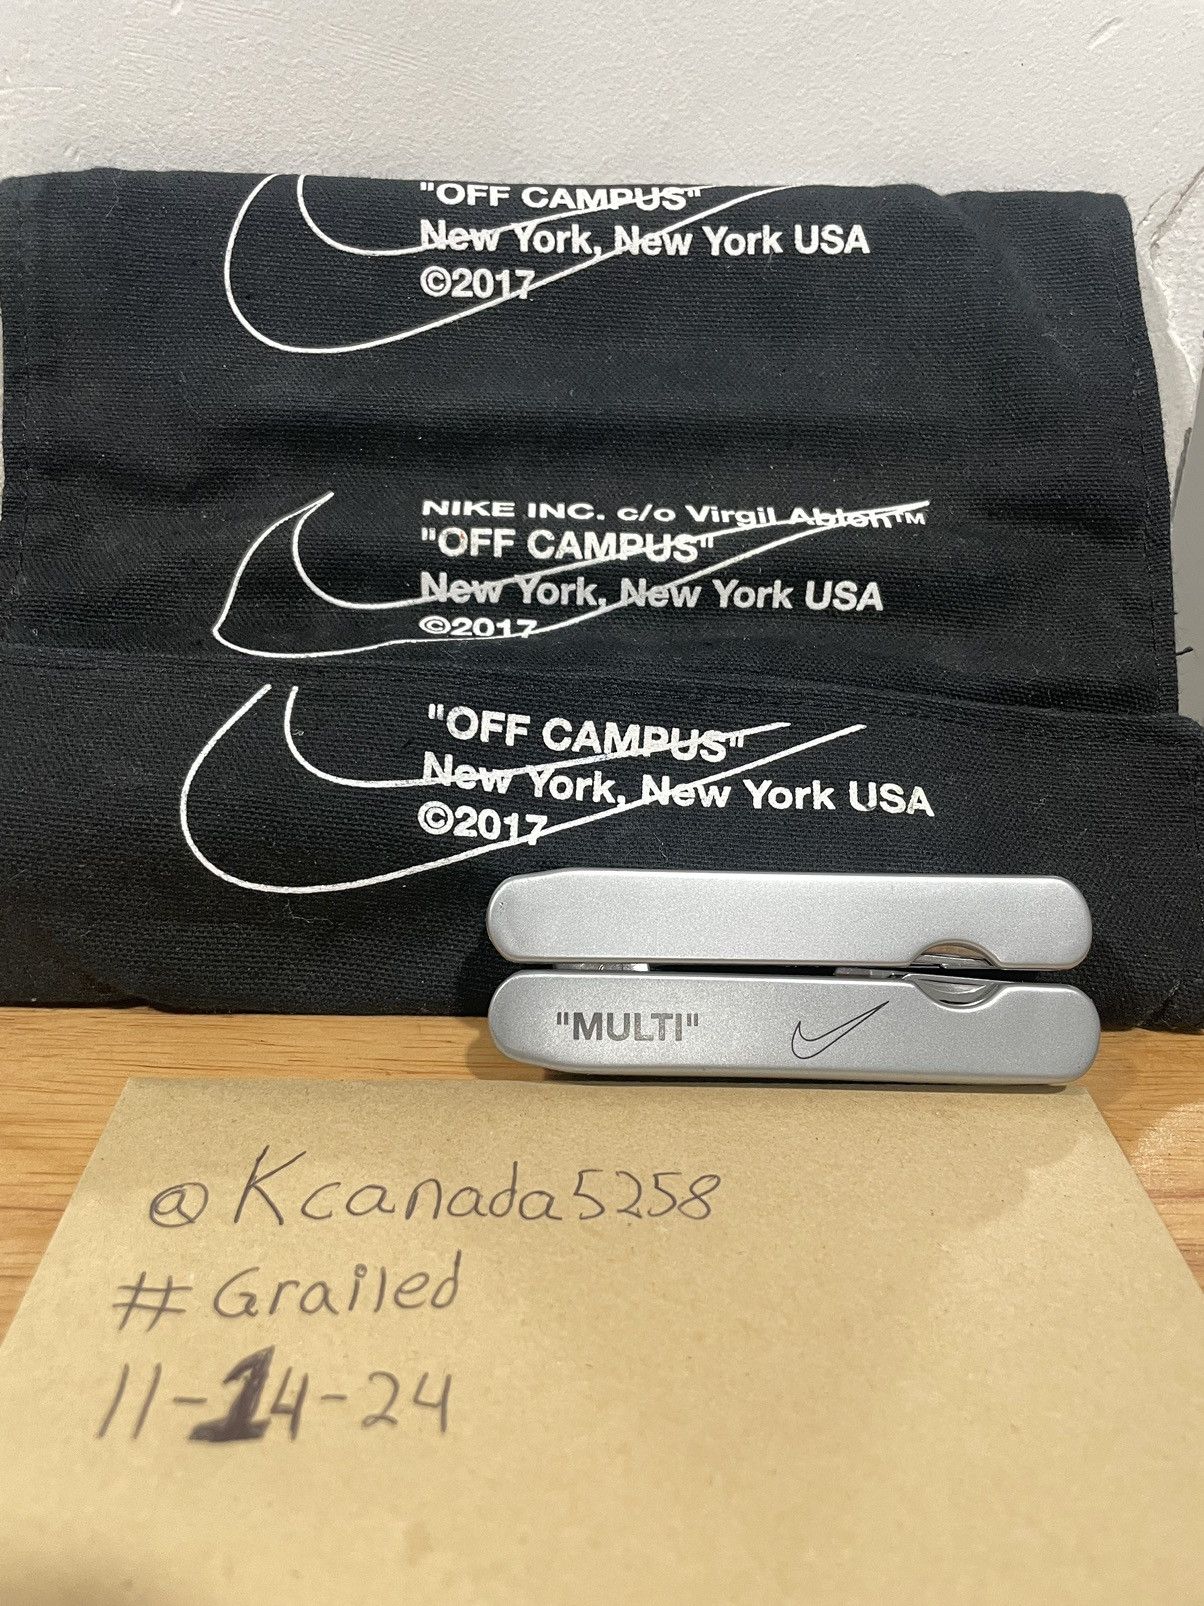 "OFF CAMPUS"
New York, New York USA
©2017
NIKE INC. c/o Virgil Abloh™
"OFF CAMPUS"
New York, New York USA
©2017
"OFF CAMPUS"
New York, New York USA
©2017
"MULTI"
@Kcanada5258
#Grailed
11-14-24